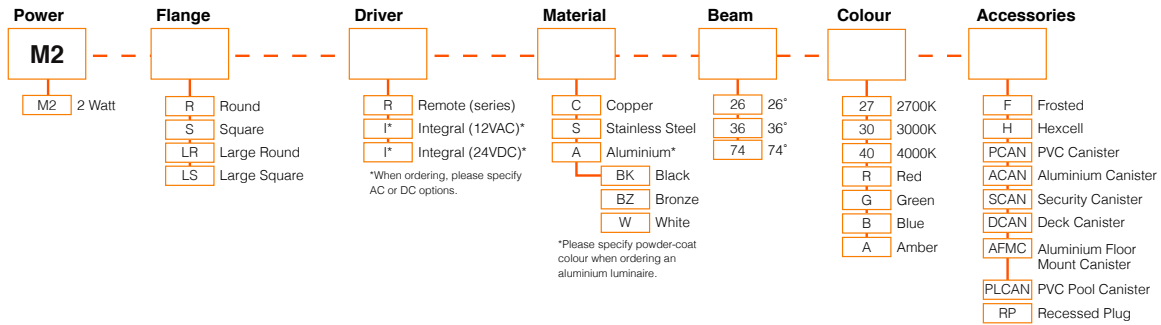 Power
M2
M2 2 Watt
Flange
R Round
S Square
LR Large Round
LS Large Square
Driver
R Remote (series)
I* Integral (12VAC)*
I* Integral (24VDC)*
*When ordering, please specify
AC or DC options.
Material
C Copper
S Stainless Steel
A Aluminium*
BK Black
BZ Bronze
W White
*Please specify powder-coat
colour when ordering an
aluminium luminaire.
Beam
26 26˚
36 36˚
74 74˚
Colour
27 2700K
30 3000K
40 4000K
R Red
G Green
B Blue
A Amber
Accessories
F Frosted
H Hexcell
PCAN PVC Canister
ACAN Aluminium Canister
SCAN Security Canister
DCAN Deck Canister
AFMC Aluminium Floor
Mount Canister
PLCAN PVC Pool Canister
RP Recessed Plug